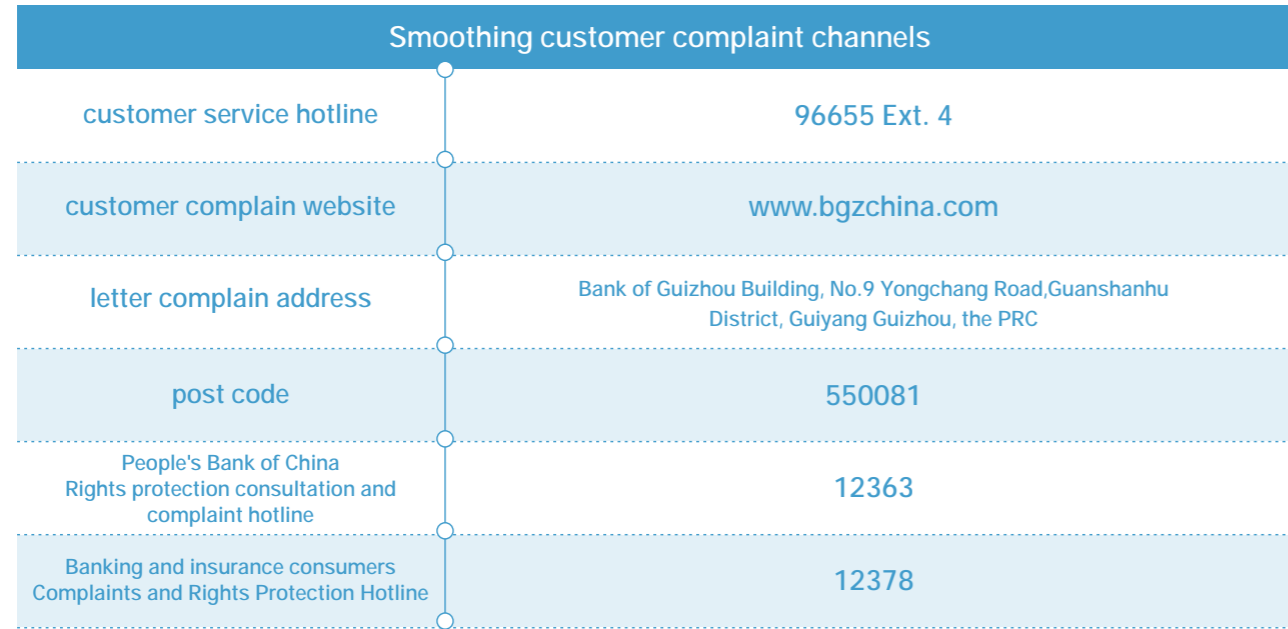 Smoothing customer complaint channels
customer service hotline
96655 Ext. 4
customer complain website
www.bgzchina.com
letter complain address
Bank of Guizhou Building, No.9 Yongchang Road,Guanshanhu
District, Guiyang Guizhou, the PRC
post code
550081
People's Bank of China
Rights protection consultation and
complaint hotline
12363
Banking and insurance consumers
Complaints and Rights Protection Hotline
12378